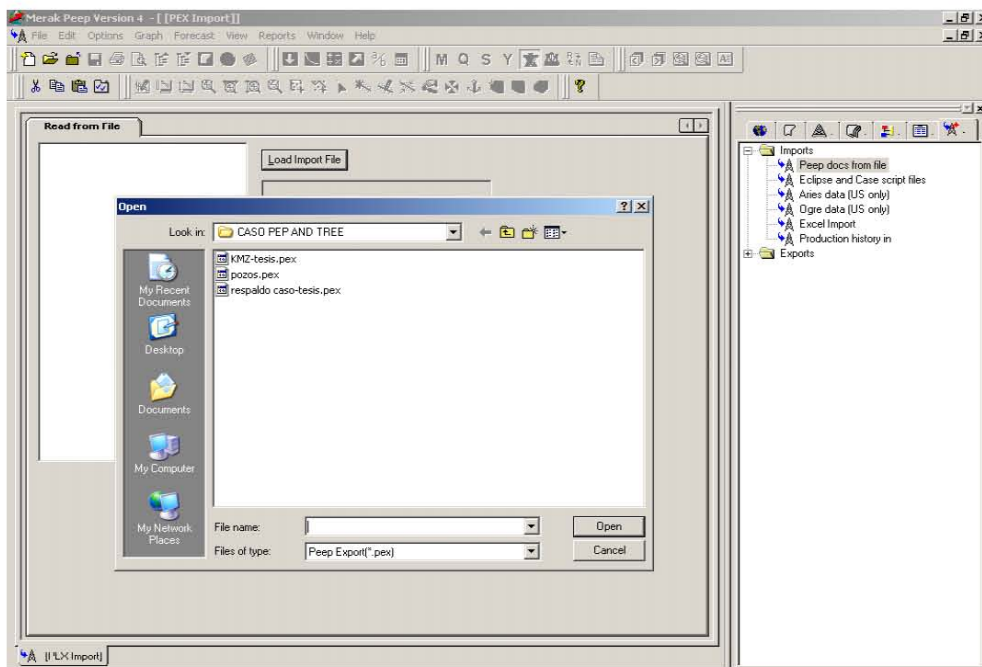 Merak Peep Version 4 - [ [PEX Import]]
File Edit Options Graph Forecast View Reports Window Help
M Q S Y
Read from File
Load Import File
Open
Look in: CASO PEP AND TREE
My Recent Documents
Desktop
Documents
My Computer
My Network Places
KMZ-tesis.pex
pozos.pex
respaldo caso-tesis.pex
File name:
Open
Files of type: Peep Export(*.pex)
Cancel
Imports
Peep docs from file
Eclipse and Case script files
Aries data (US only)
Ogre data (US only)
Excel Import
Production history in
Exports
[PEX Import]